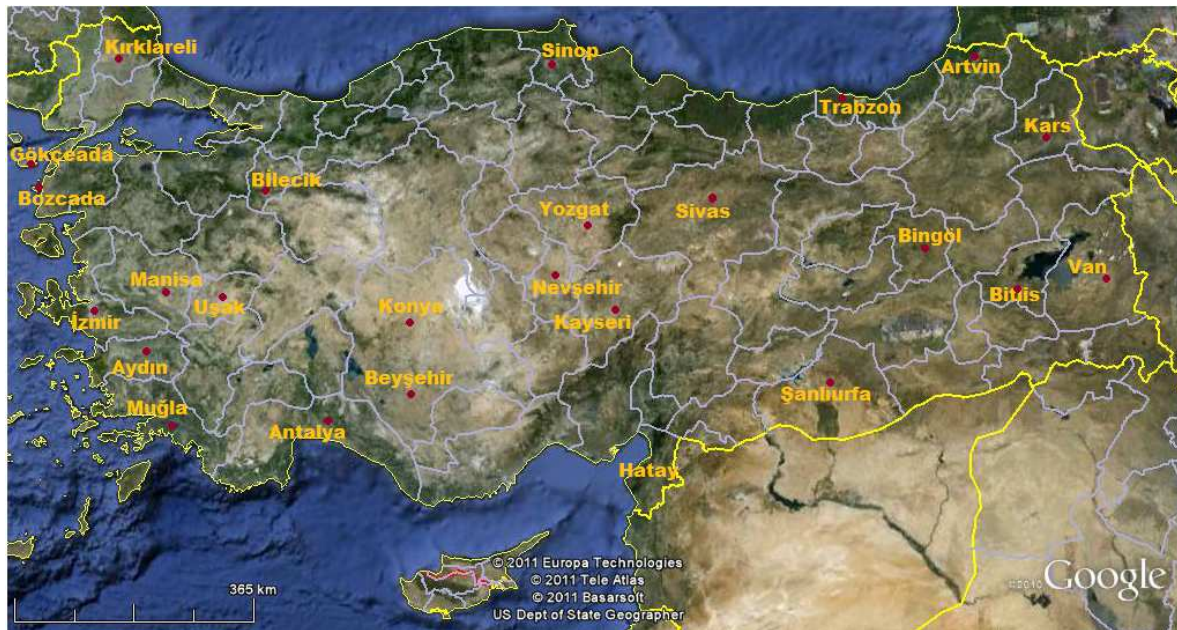 Kırklareli
Sinop
Artvin
Trabzon
Kars
Gökçeada
Bozcada
Bilecik
Yozgat
Sivas
Bingöl
Manisa
Uşak
Nevşehir
Van
Bitlis
İzmir
Konya
Kayseri
Aydın
Beyşehir
Şanlıurfa
Muğla
Antalya
Hatay
© 2011 Europa Technologies
© 2011 Tele Atlas
© 2011 Basarsoft
US Dept of State Geographer
365 km
©2010 Google